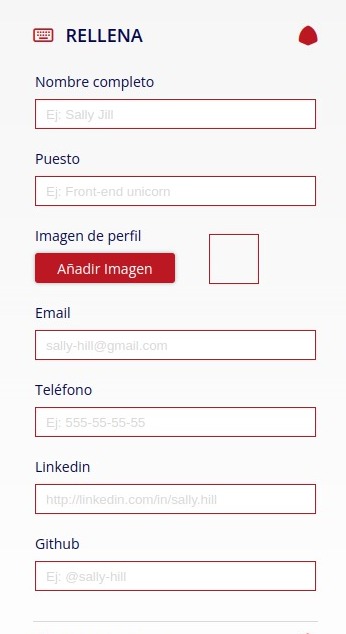 RELLENA
Nombre completo
Ej: Sally Jill
Puesto
Ej: Front-end unicorn
Imagen de perfil
Añadir Imagen
Email
sally-hill@gmail.com
Teléfono
Ej: 555-55-55-55
Linkedin
http://linkedin.com/in/sally.hill
Github
Ej: @sally-hill